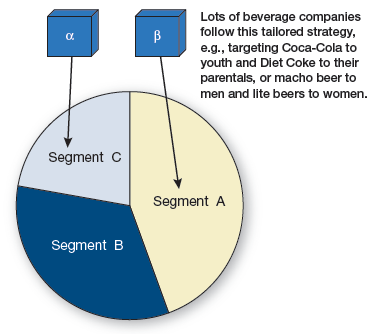 α
β
Lots of beverage companies
follow this tailored strategy,
e.g., targeting Coca-Cola to
youth and Diet Coke to their
parentals, or macho beer to
men and lite beers to women.
Segment C
Segment A
Segment B